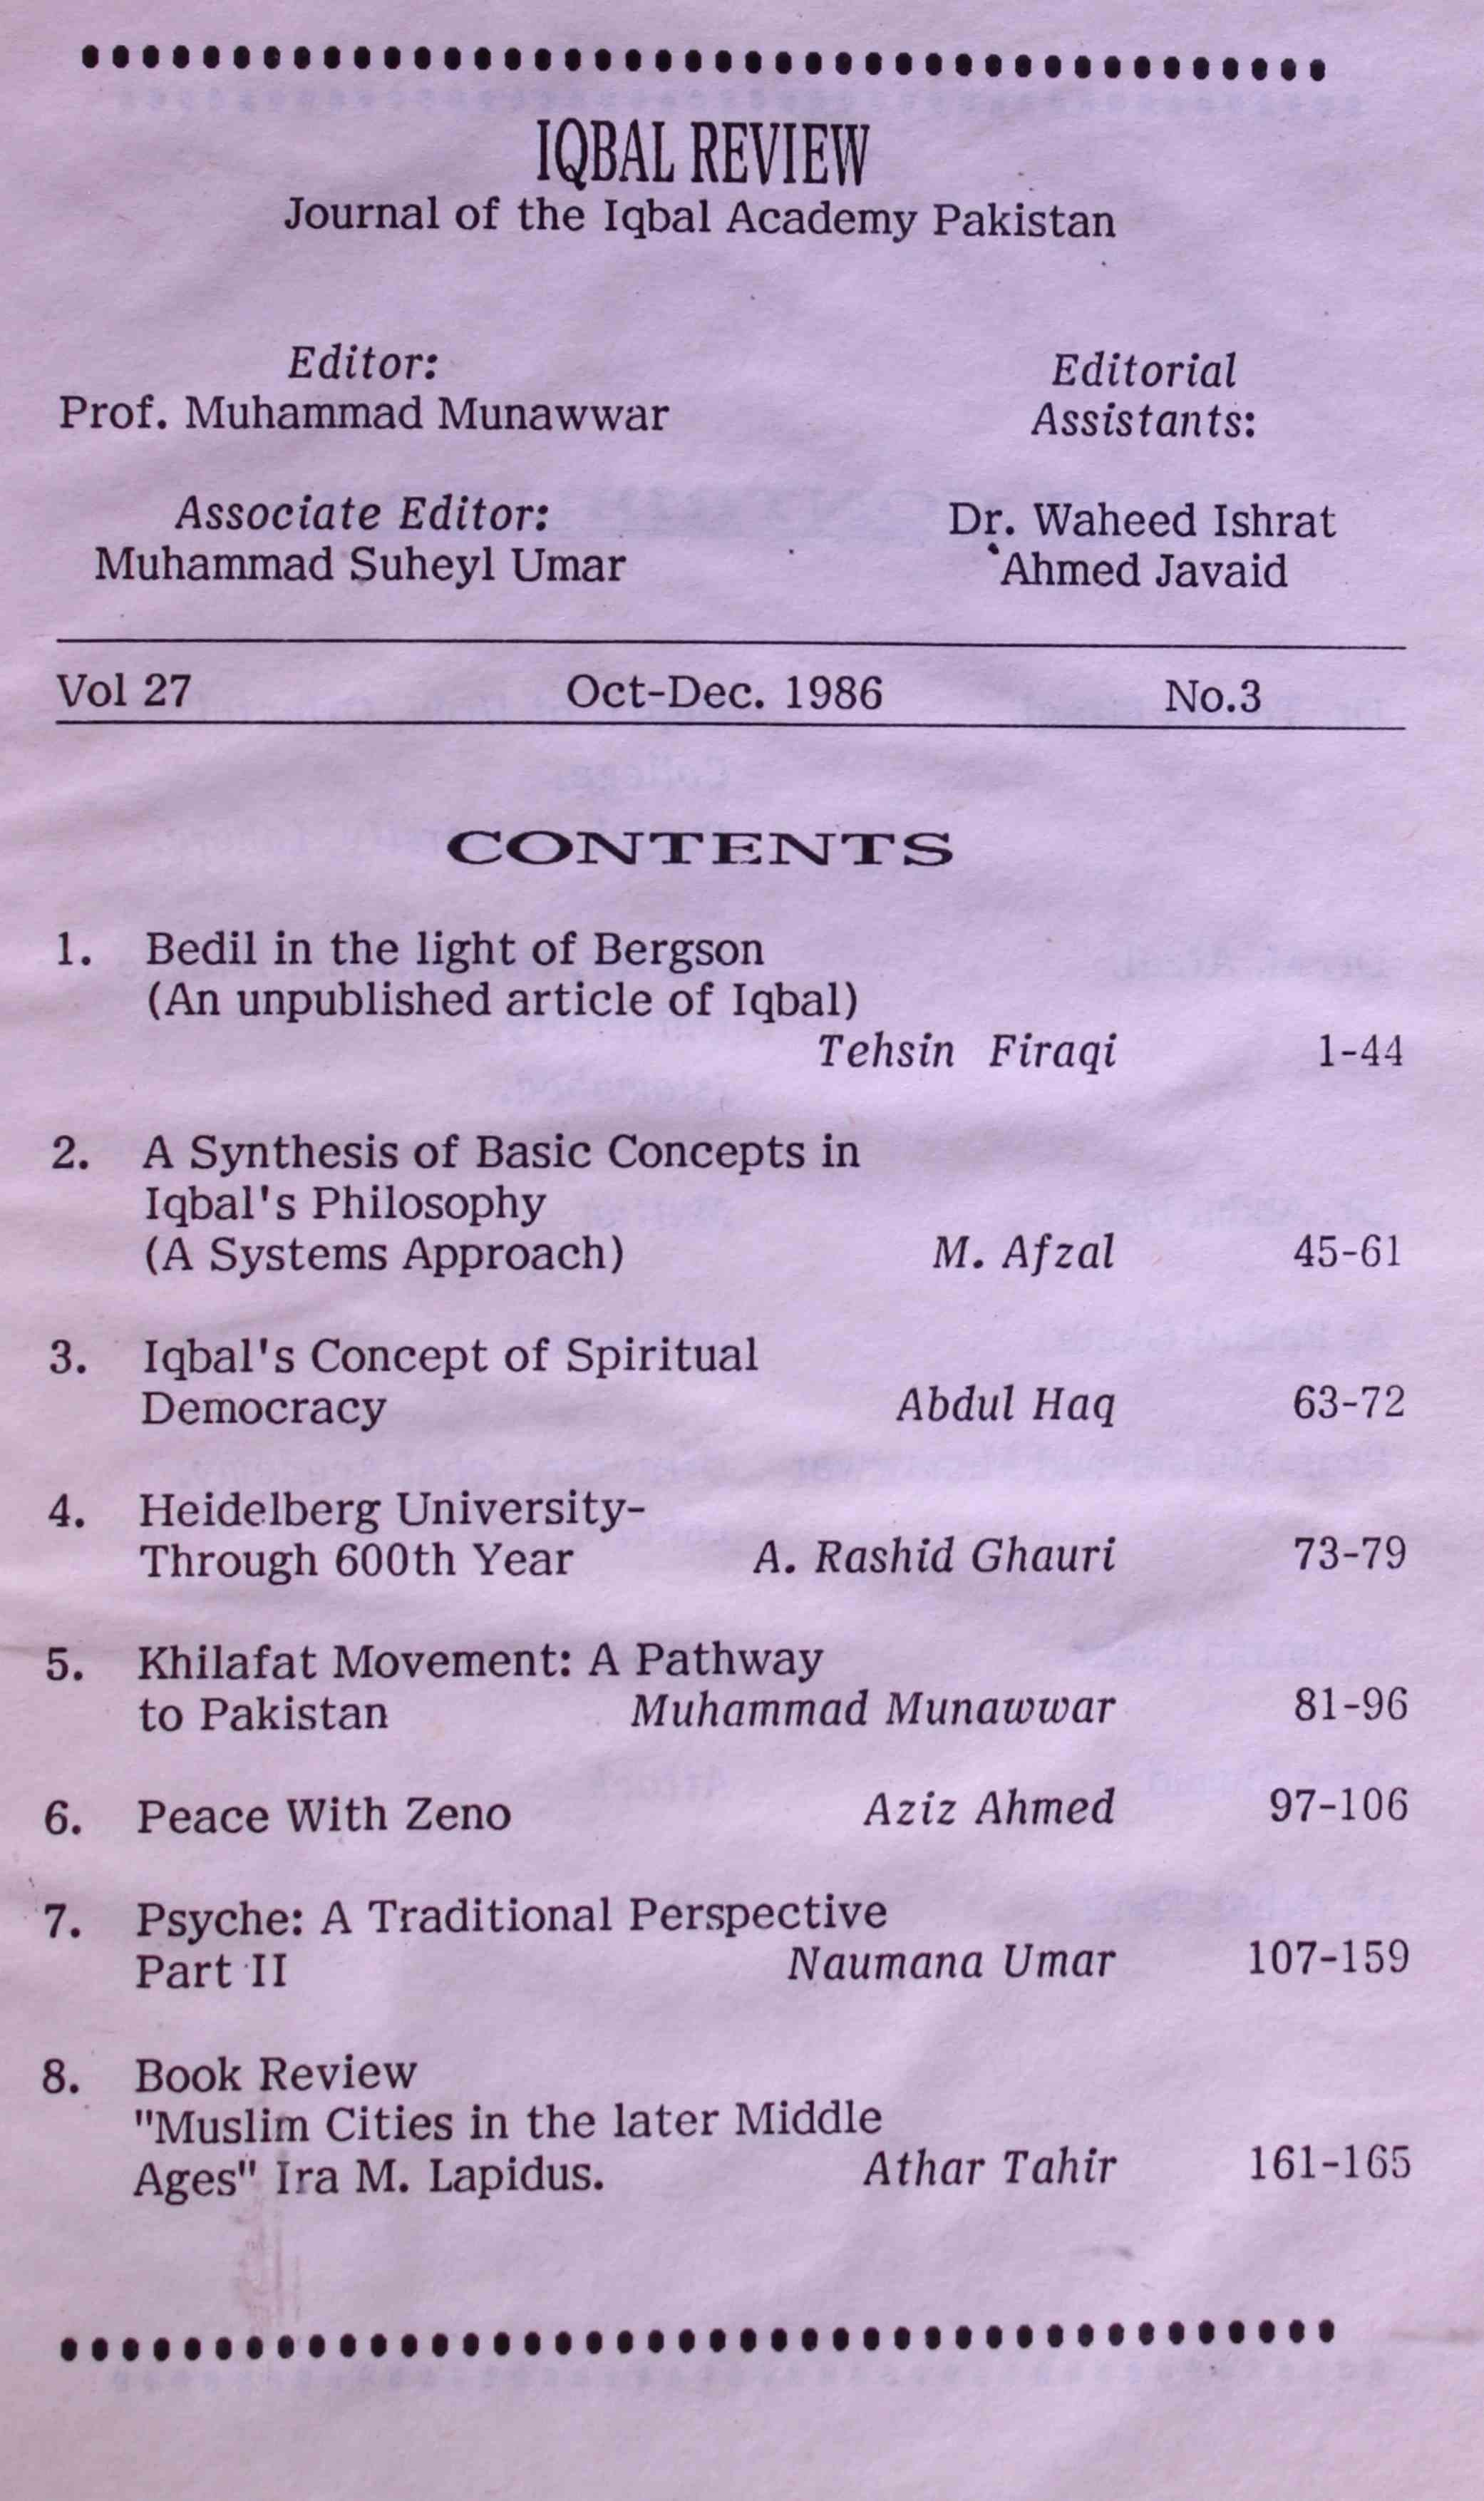 IQBAL REVIEW
Journal of the Iqbal Academy Pakistan
Editor:
Prof. Muhammad Munawwar
Associate Editor:
Muhammad Suheyl Umar
Editorial
Assistants:
Dr. Waheed Ishrat
Ahmed Javaid
Vol 27 Oct-Dec. 1986 No.3
CONTENTS
1. Bedil in the light of Bergson
(An unpublished article of Iqbal)
Tehsin Firaqi 1-44
2. A Synthesis of Basic Concepts in
Iqbal's Philosophy
(A Systems Approach) M. Afzal 45-61
3. Iqbal's Concept of Spiritual
Democracy Abdul Haq 63-72
4. Heidelberg University-
Through 600th Year A. Rashid Ghauri 73-79
5. Khilafat Movement: A Pathway
to Pakistan Muhammad Munawwar 81-96
6. Peace With Zeno Aziz Ahmed 97-106
7. Psyche: A Traditional Perspective
Part II Naumana Umar 107-159
8. Book Review
"Muslim Cities in the later Middle
Ages" Ira M. Lapidus. Athar Tahir 161-165